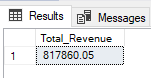 Results Messages
Total_Revenue
1 817860.05